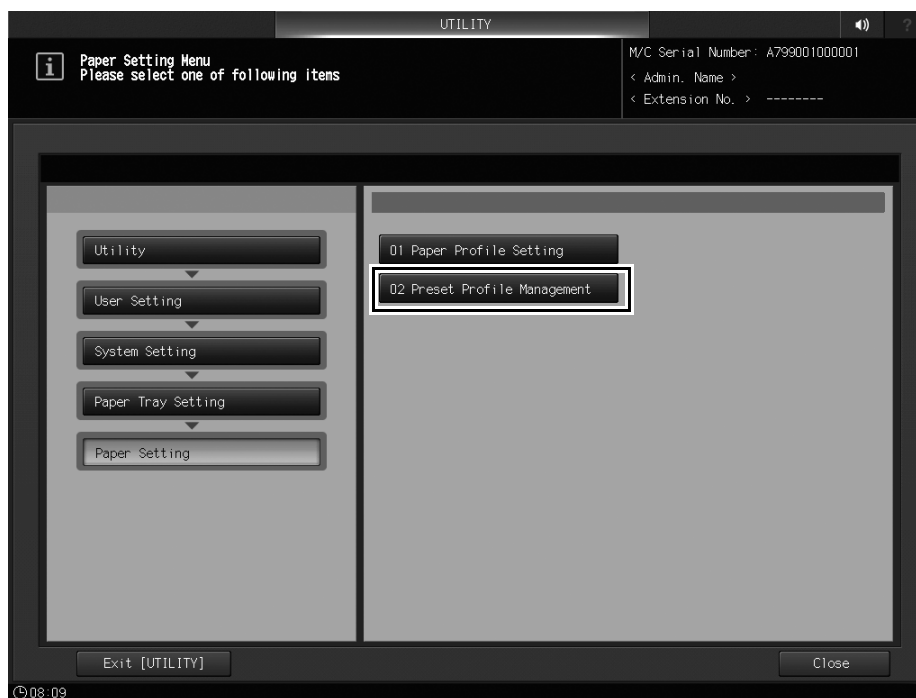 UTILITY
?
i
Paper Setting Menu
Please select one of following items
M/C Serial Number: A799001000001
< Admin. Name >
< Extension No. > --------
Utility
User Setting
System Setting
Paper Tray Setting
Paper Setting
01 Paper Profile Setting
02 Preset Profile Management
Exit [UTILITY]
Close
08:09